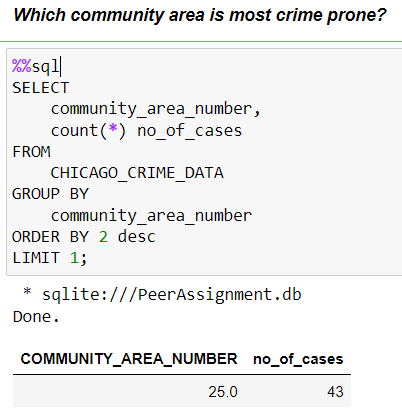 Which community area is most crime prone?
%%sql
SELECT
community_area_number,
count(*) no_of_cases
FROM
CHICAGO_CRIME_DATA
GROUP BY
community_area_number
ORDER BY 2 desc
LIMIT 1;
* sqlite:///PeerAssignment.db
Done.
COMMUNITY_AREA_NUMBER no_of_cases
25.0 43